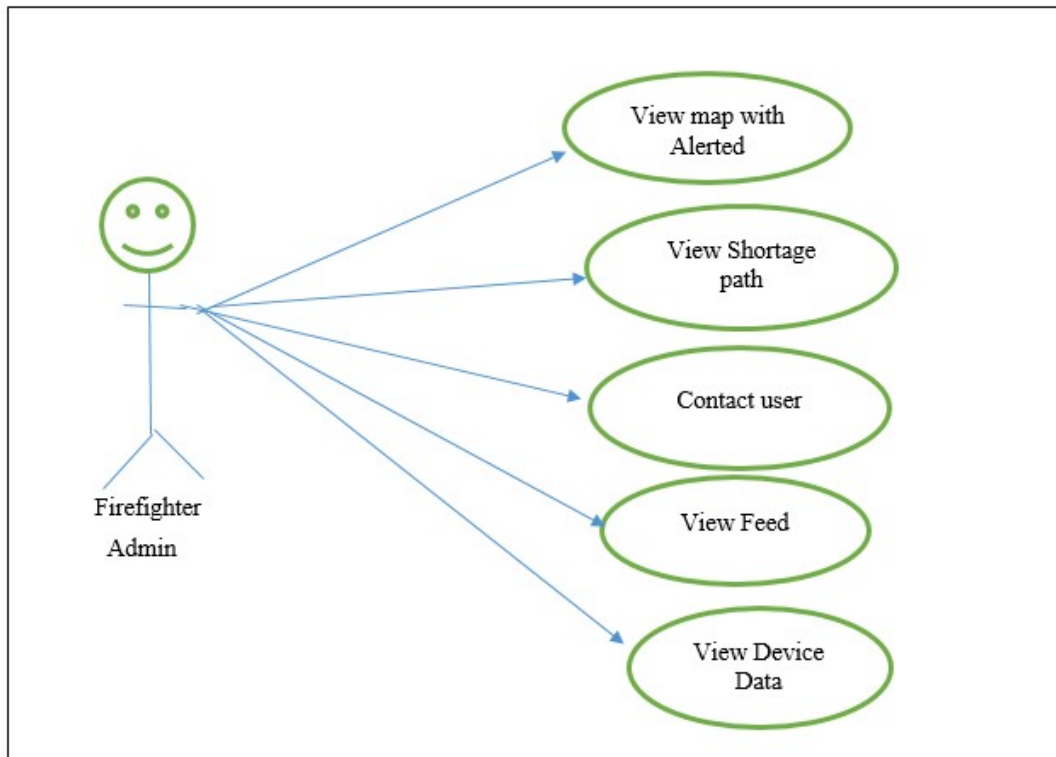 View map with
Alerted
View Shortage
path
Contact user
View Feed
View Device
Data
Firefighter
Admin